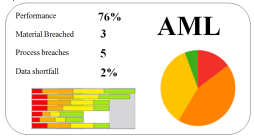 Performance 76%
AML
Material Breached 3
Process breaches 5
Data shortfall 2%